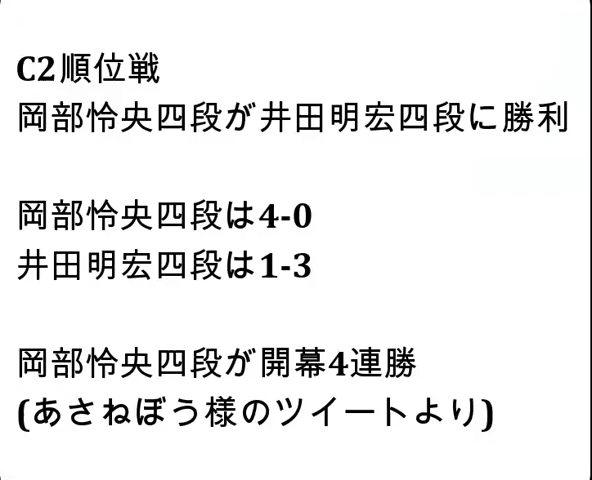 C2順位戦
岡部怜央四段が井田明宏四段に勝利
岡部怜央四段は4-0
井田明宏四段は1-3
岡部怜央四段が開幕4連勝
(あさねぼう様のツイートより)